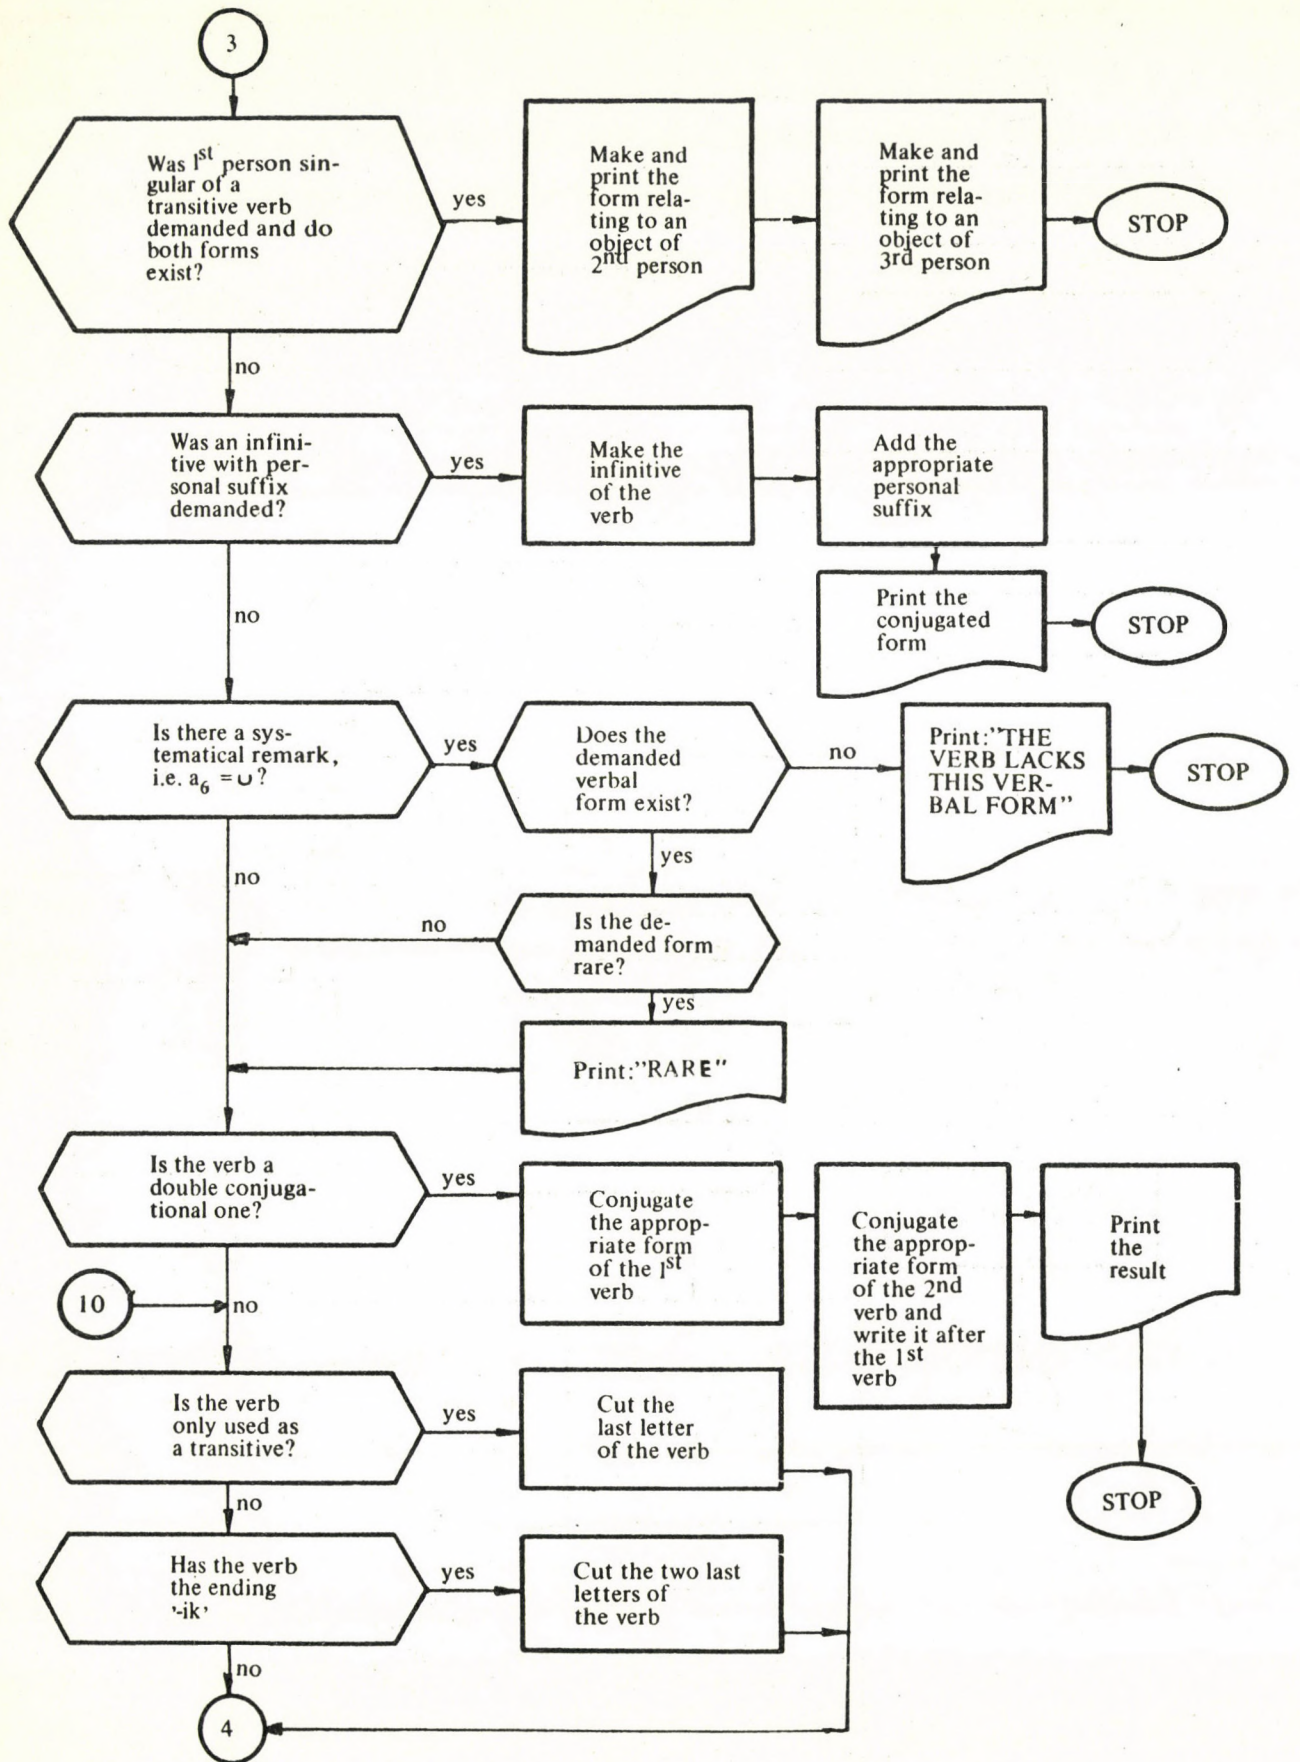 3
Was 1st person sin-
gular of a
transitive verb
demanded and do
both forms
exist?
yes
Make and
print the
form rela-
ting to an
object of
2nd person
Make and
print the
form rela-
ting to an
object of
3rd person
STOP
no
Was an infini-
tive with per-
sonal suffix
demanded?
yes
Make the
infinitive
of the
verb
Add the
appropriate
personal
suffix
Print the
conjugated
form
STOP
no
Is there a sys-
tematical remark,
i.e. a6 = ∪?
yes
Does the
demanded
verbal
form exist?
no
Print:"THE
VERB LACKS
THIS VER-
BAL FORM"
STOP
yes
no
Is the de-
manded form
rare?
no
yes
Print:"RARE"
Is the verb a
double conjuga-
tional one?
yes
Conjugate
the approp-
riate form
of the 1st
verb
Conjugate
the approp-
riate form
of the 2nd
verb and
write it after
the 1st
verb
Print
the
result
STOP
10
no
Is the verb
only used as
a transitive?
yes
Cut the
last letter
of the verb
no
Has the verb
the ending
'-ik'
yes
Cut the two last
letters of
the verb
no
4